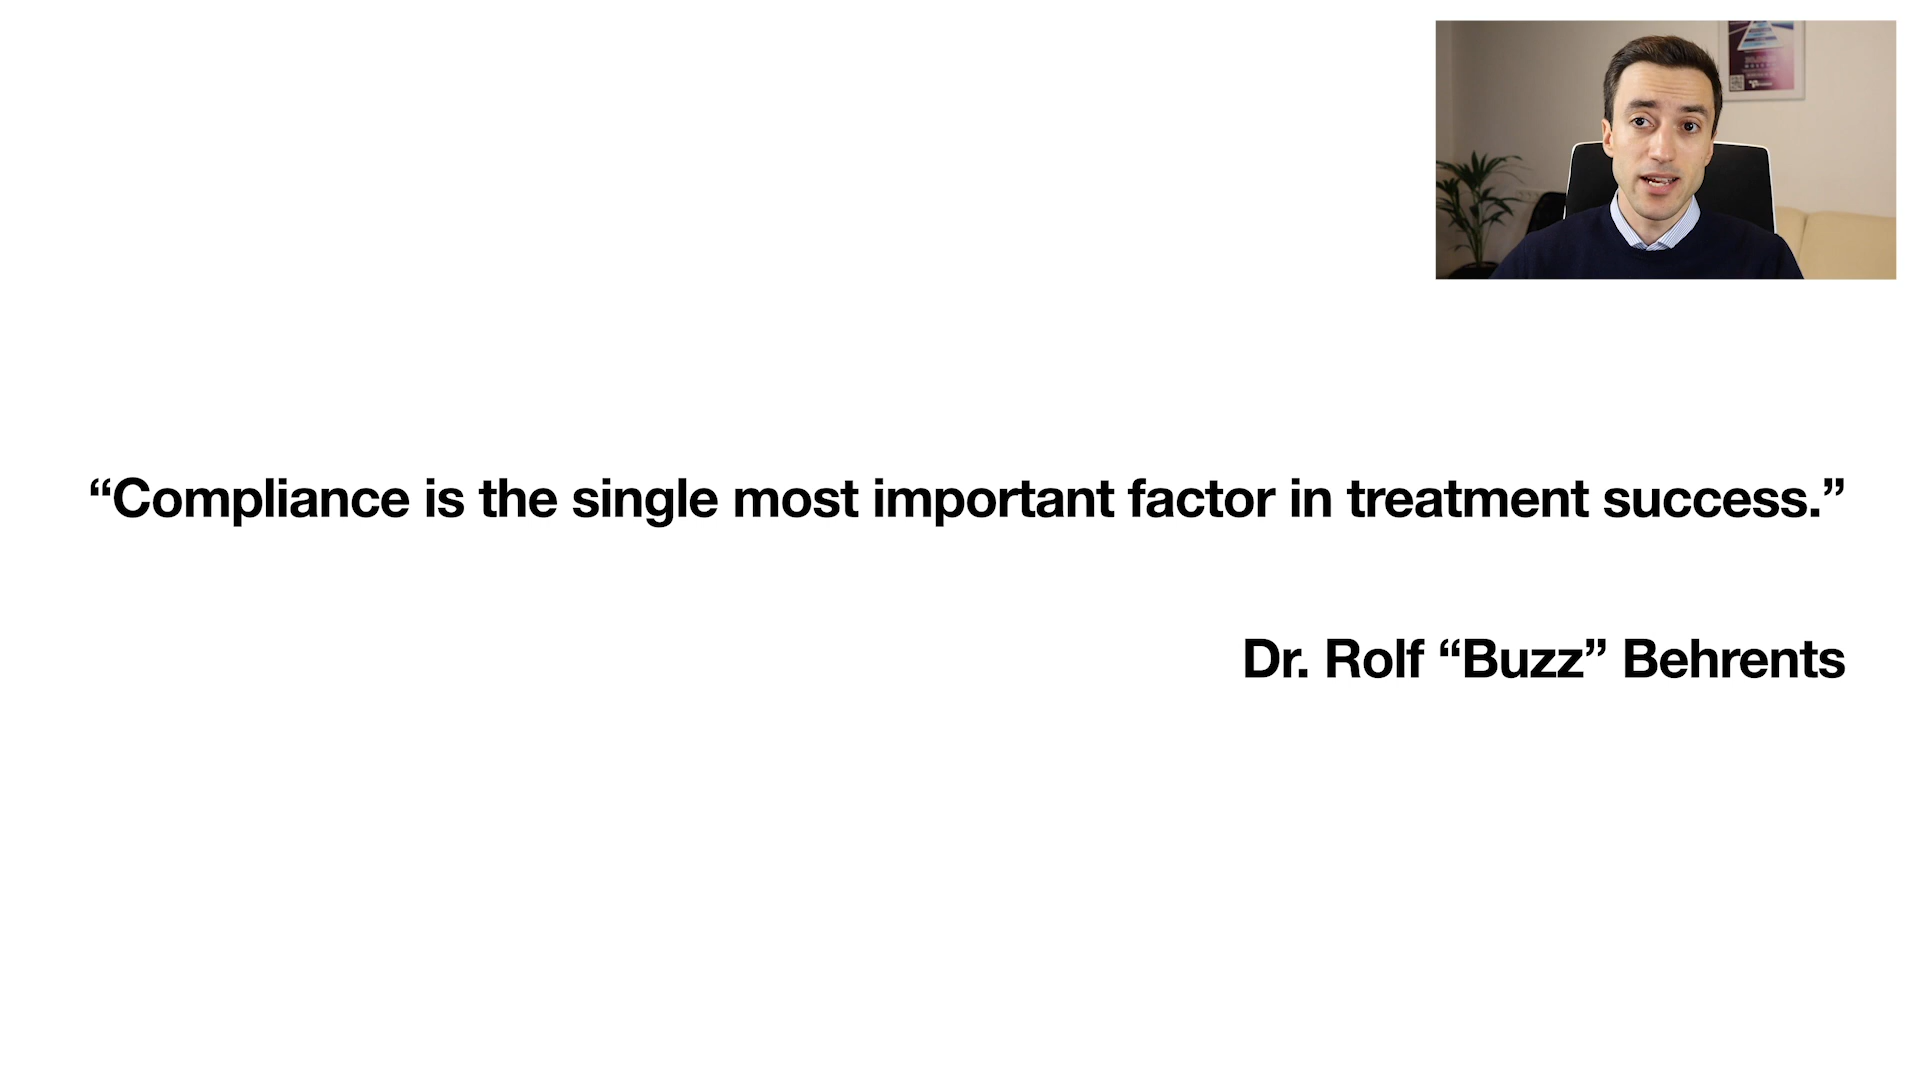 “Compliance is the single most important factor in treatment success.”
Dr. Rolf “Buzz” Behrents